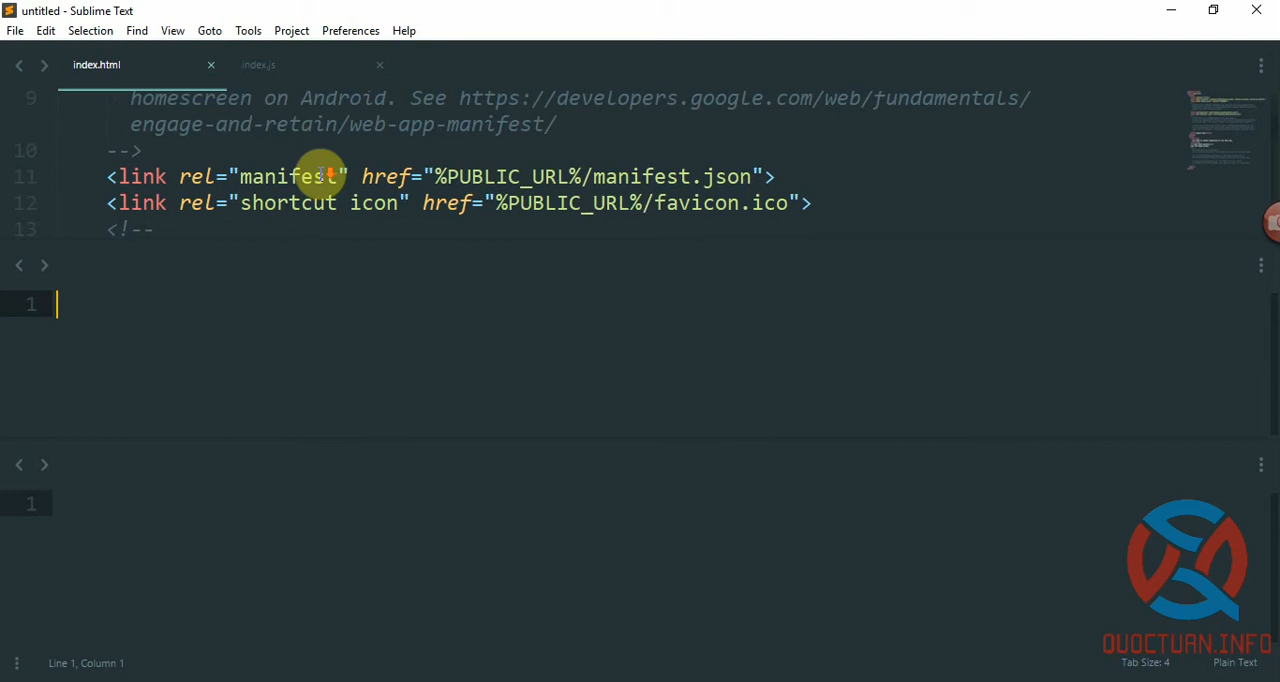 untitled - Sublime Text
File Edit Selection Find View Goto Tools Project Preferences Help
index.html index.js
9 homescreen on Android. See https://developers.google.com/web/fundamentals/
engage-and-retain/web-app-manifest/
10 -->
11 <link rel="manifest" href="%PUBLIC_URL%/manifest.json">
12 <link rel="shortcut icon" href="%PUBLIC_URL%/favicon.ico">
13 <!--
1
1
QUOCTUAN.INFO
Line 1, Column 1 Tab Size: 4 Plain Text